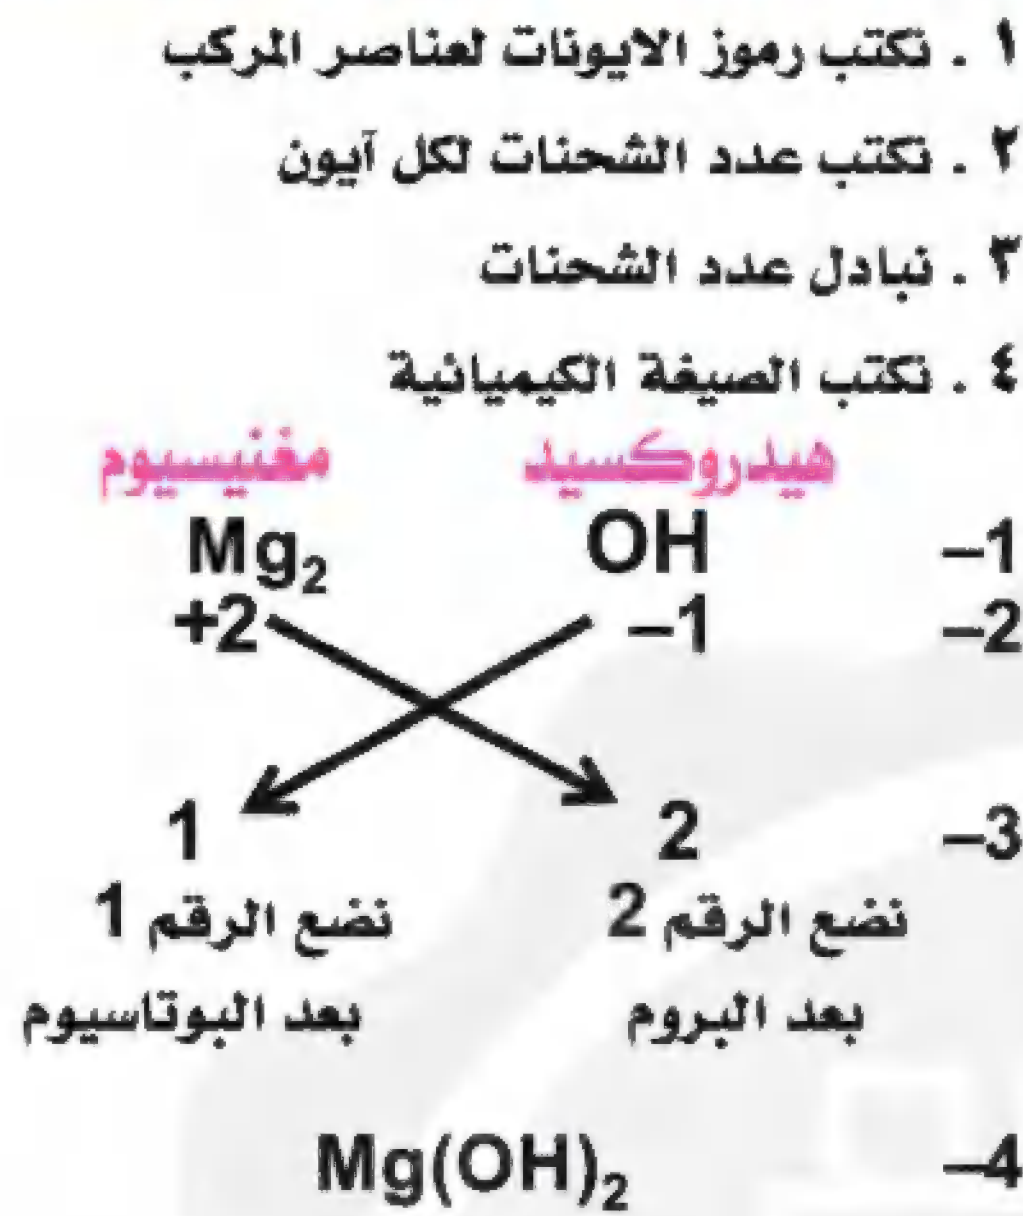 ١ . نكتب رموز الايونات لعناصر المركب
٢ . نكتب عدد الشحنات لكل آيون
٣ . نبادل عدد الشحنات
٤ . نكتب الصيغة الكيميائية
هيدروكسيد مغنيسيوم
Mg₂ OH –1
+2 –1 –2
1 2 –3
نضع الرقم 2 نضع الرقم 1
بعد البروم بعد البوتاسيوم
Mg(OH)₂ –4